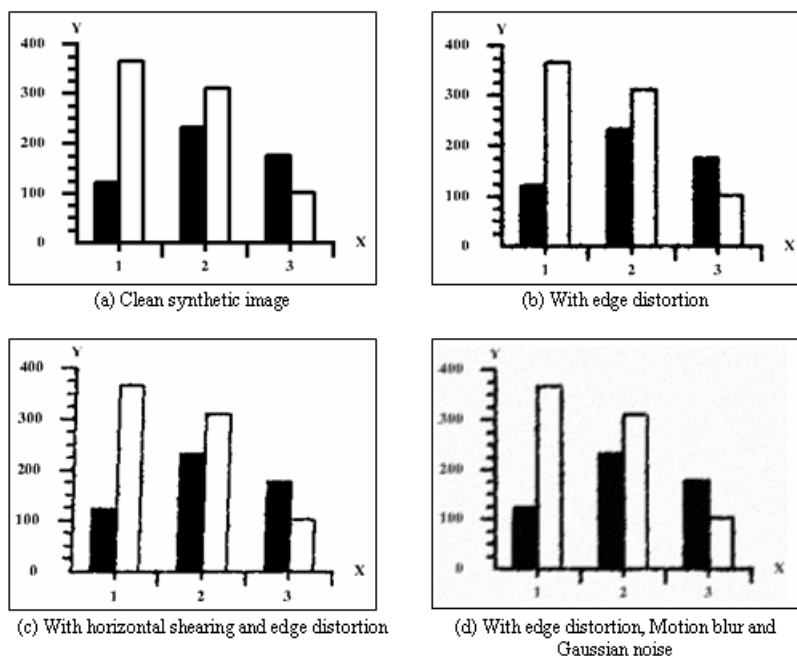 Y
400
300
200
100
0
1 2 3
X
(a) Clean synthetic image
Y
400
300
200
100
0
1 2 3
X
(b) With edge distortion
Y
400
300
200
100
0
1 2 3
X
(c) With horizontal shearing and edge distortion
Y
400
300
200
100
0
1 2 3
X
(d) With edge distortion, Motion blur and
Gaussian noise